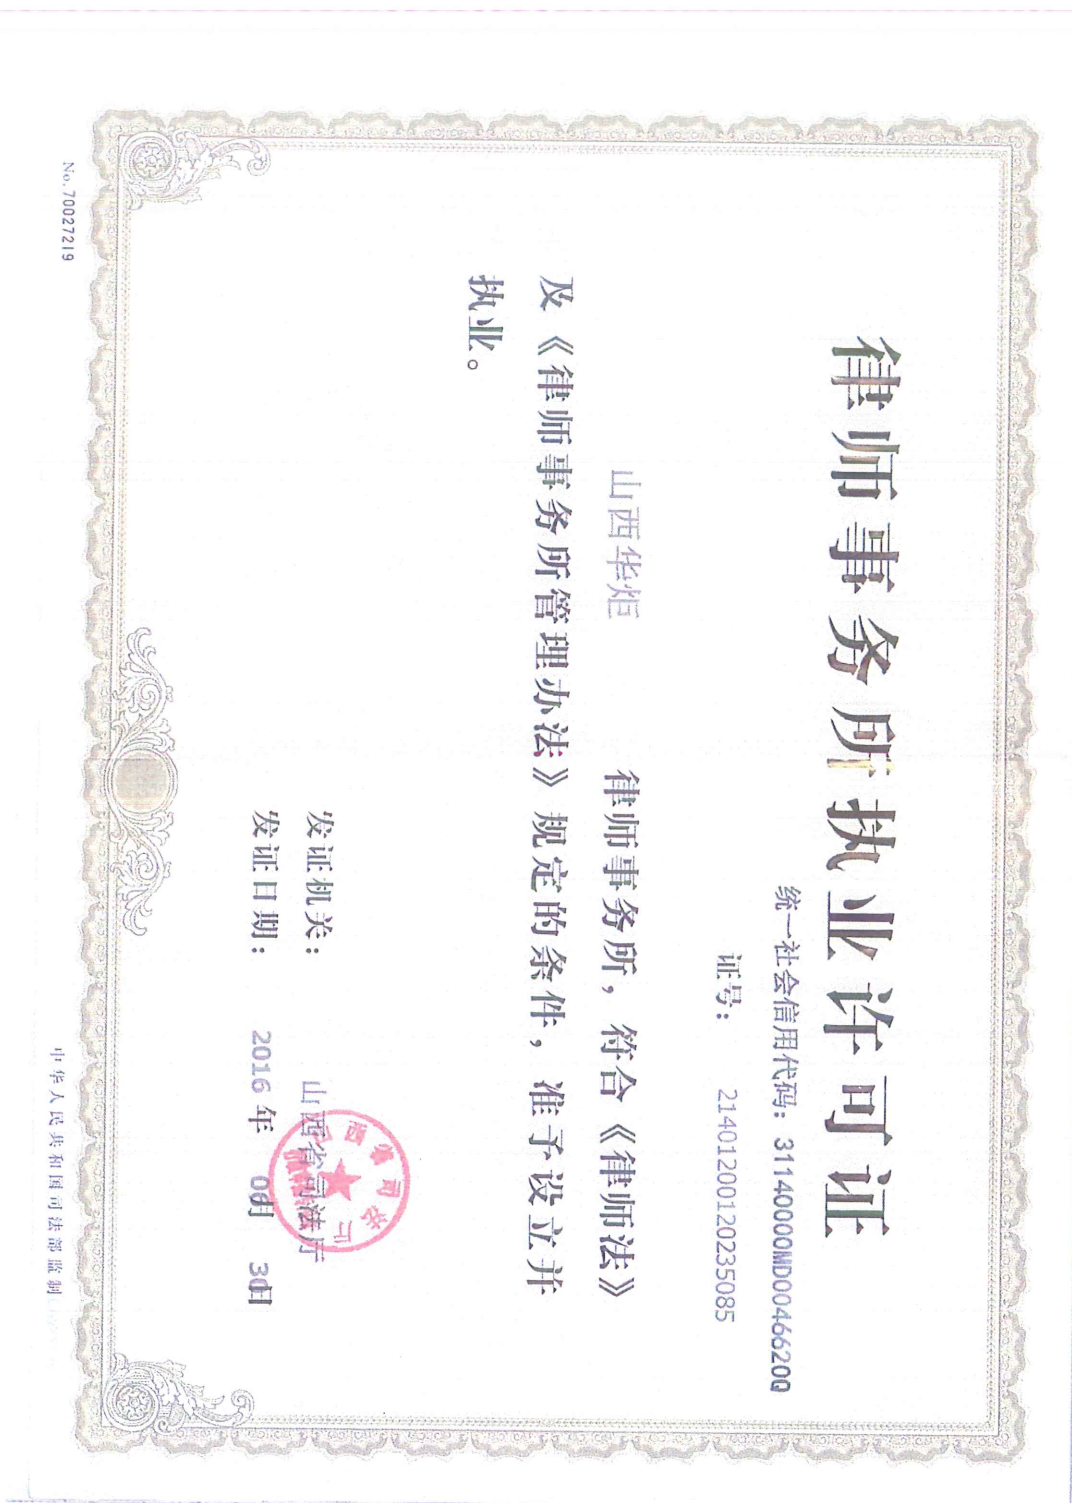 律师事务所执业许可证
统一社会信用代码：31140000MD0046620Q
证号：21401200120235085
山西华炬 律师事务所，符合《律师法》
及《律师事务所管理办法》规定的条件，准予设立并
执业。
发证机关：山西省司法厅
发证日期：2016年06月30日
No. 70027219
中华人民共和国司法部监制